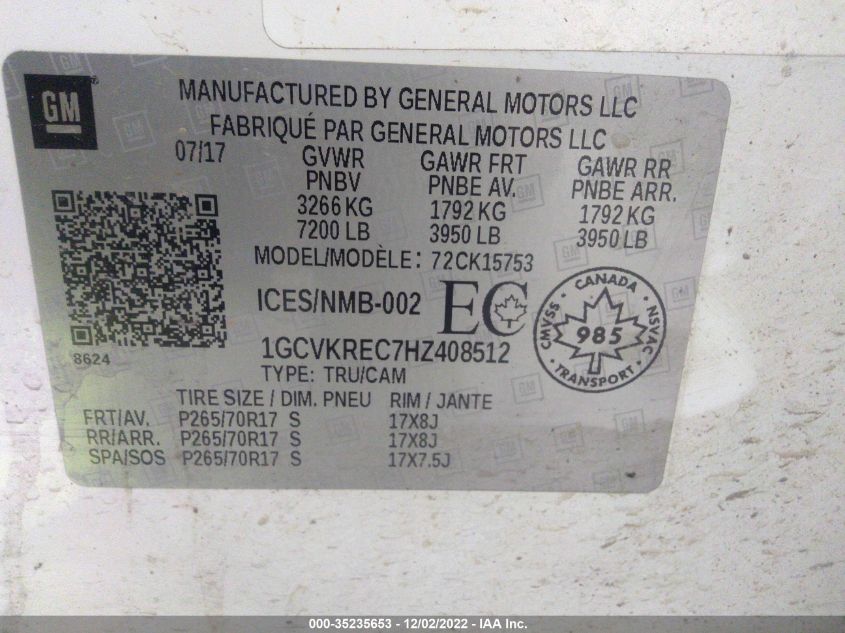 GM
MANUFACTURED BY GENERAL MOTORS LLC
FABRIQUÉ PAR GENERAL MOTORS LLC
07/17 GVWR GAWR FRT GAWR RR
PNBV PNBE AV. PNBE ARR.
3266 KG 1792 KG 1792 KG
7200 LB 3950 LB 3950 LB
MODEL/MODÈLE: 72CK15753
ICES/NMB-002 EC
CANADA
CMVSS 985 NSVAC
TRANSPORT
8624 1GCVKREC7HZ408512
TYPE: TRU/CAM
TIRE SIZE / DIM. PNEU RIM / JANTE
FRT/AV. P265/70R17 S 17X8J
RR/ARR. P265/70R17 S 17X8J
SPA/SOS P265/70R17 S 17X7.5J
000-35235653 - 12/02/2022 - IAA Inc.